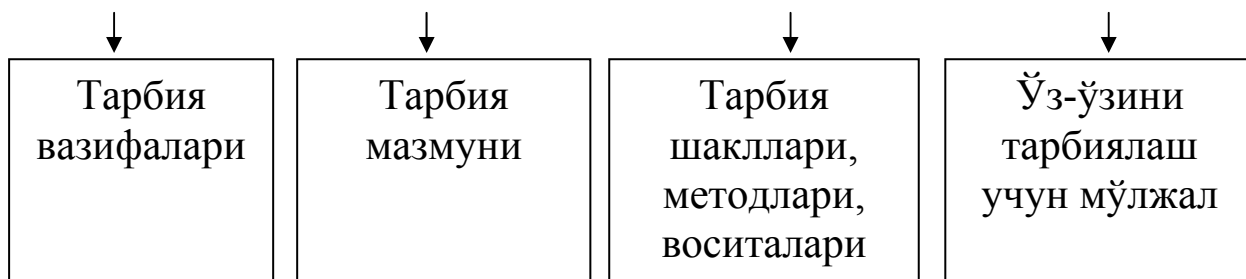 Тарбия
вазифалари
Тарбия
мазмуни
Тарбия
шакллари,
методлари,
воситалари
Ўз-ўзини
тарбиялаш
учун мўлжал